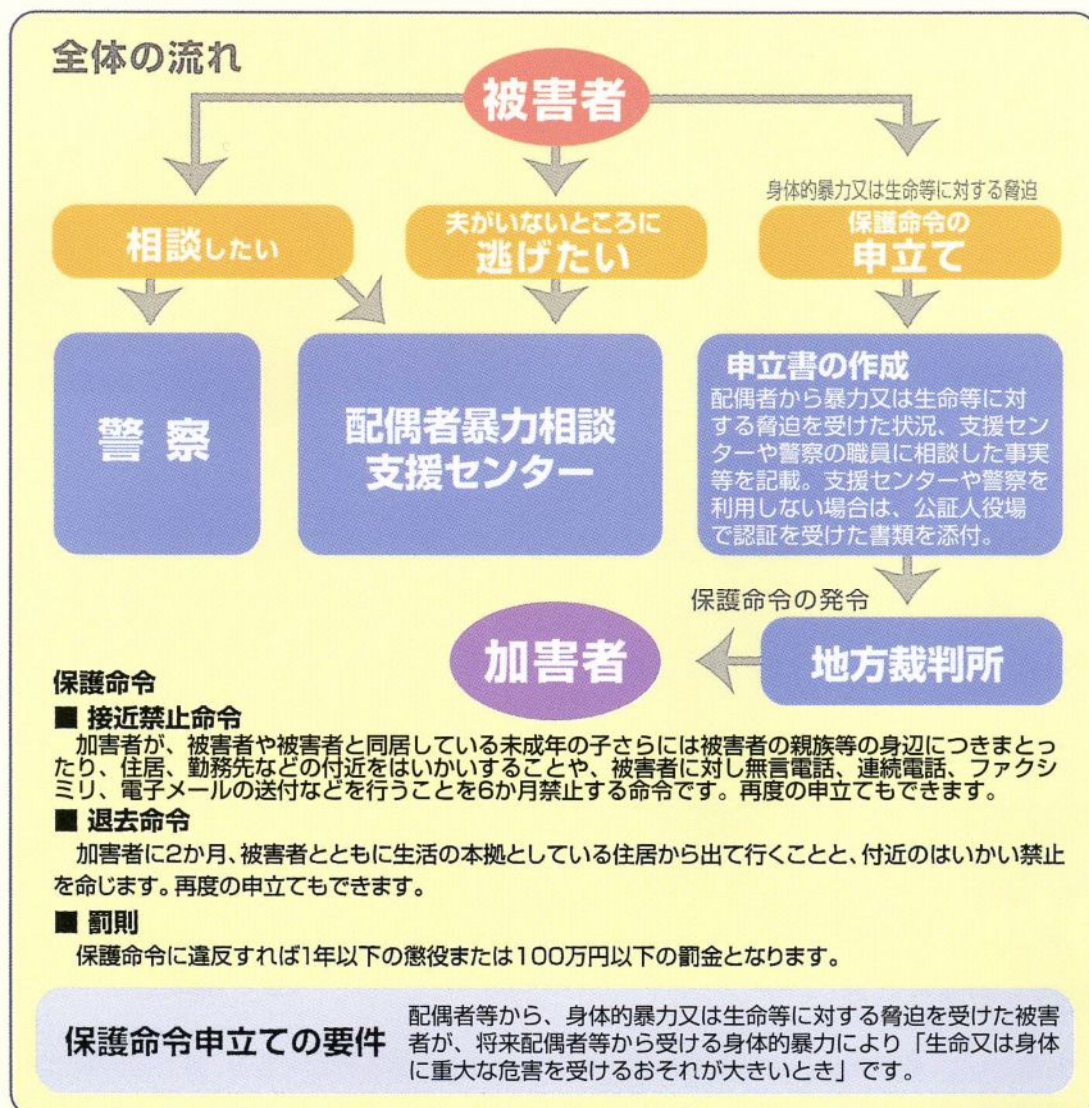 全体の流れ
被害者
身体的暴力又は生命等に対する脅迫
相談したい
夫がいないところに
逃げたい
保護命令の
申立て
警察
配偶者暴力相談
支援センター
申立書の作成
配偶者から暴力又は生命等に対
する脅迫を受けた状況、支援セン
ターや警察の職員に相談した事実
等を記載。支援センターや警察を
利用しない場合は、公証人役場
で認証を受けた書類を添付。
保護命令の発令
加害者
地方裁判所
保護命令
■ 接近禁止命令
加害者が、被害者や被害者と同居している未成年の子さらには被害者の親族等の身辺につきまとっ
たり、住居、勤務先などの付近をはいかいすることや、被害者に対し無言電話、連続電話、ファクシ
ミリ、電子メールの送付などを行うことを6か月禁止する命令です。再度の申立てもできます。
■ 退去命令
加害者に2か月、被害者とともに生活の本拠としている住居から出て行くことと、付近のはいかい禁止
を命じます。再度の申立てもできます。
■ 罰則
保護命令に違反すれば1年以下の懲役または100万円以下の罰金となります。
保護命令申立ての要件
配偶者等から、身体的暴力又は生命等に対する脅迫を受けた被害
者が、将来配偶者等から受ける身体的暴力により「生命又は身体
に重大な危害を受けるおそれが大きいとき」です。